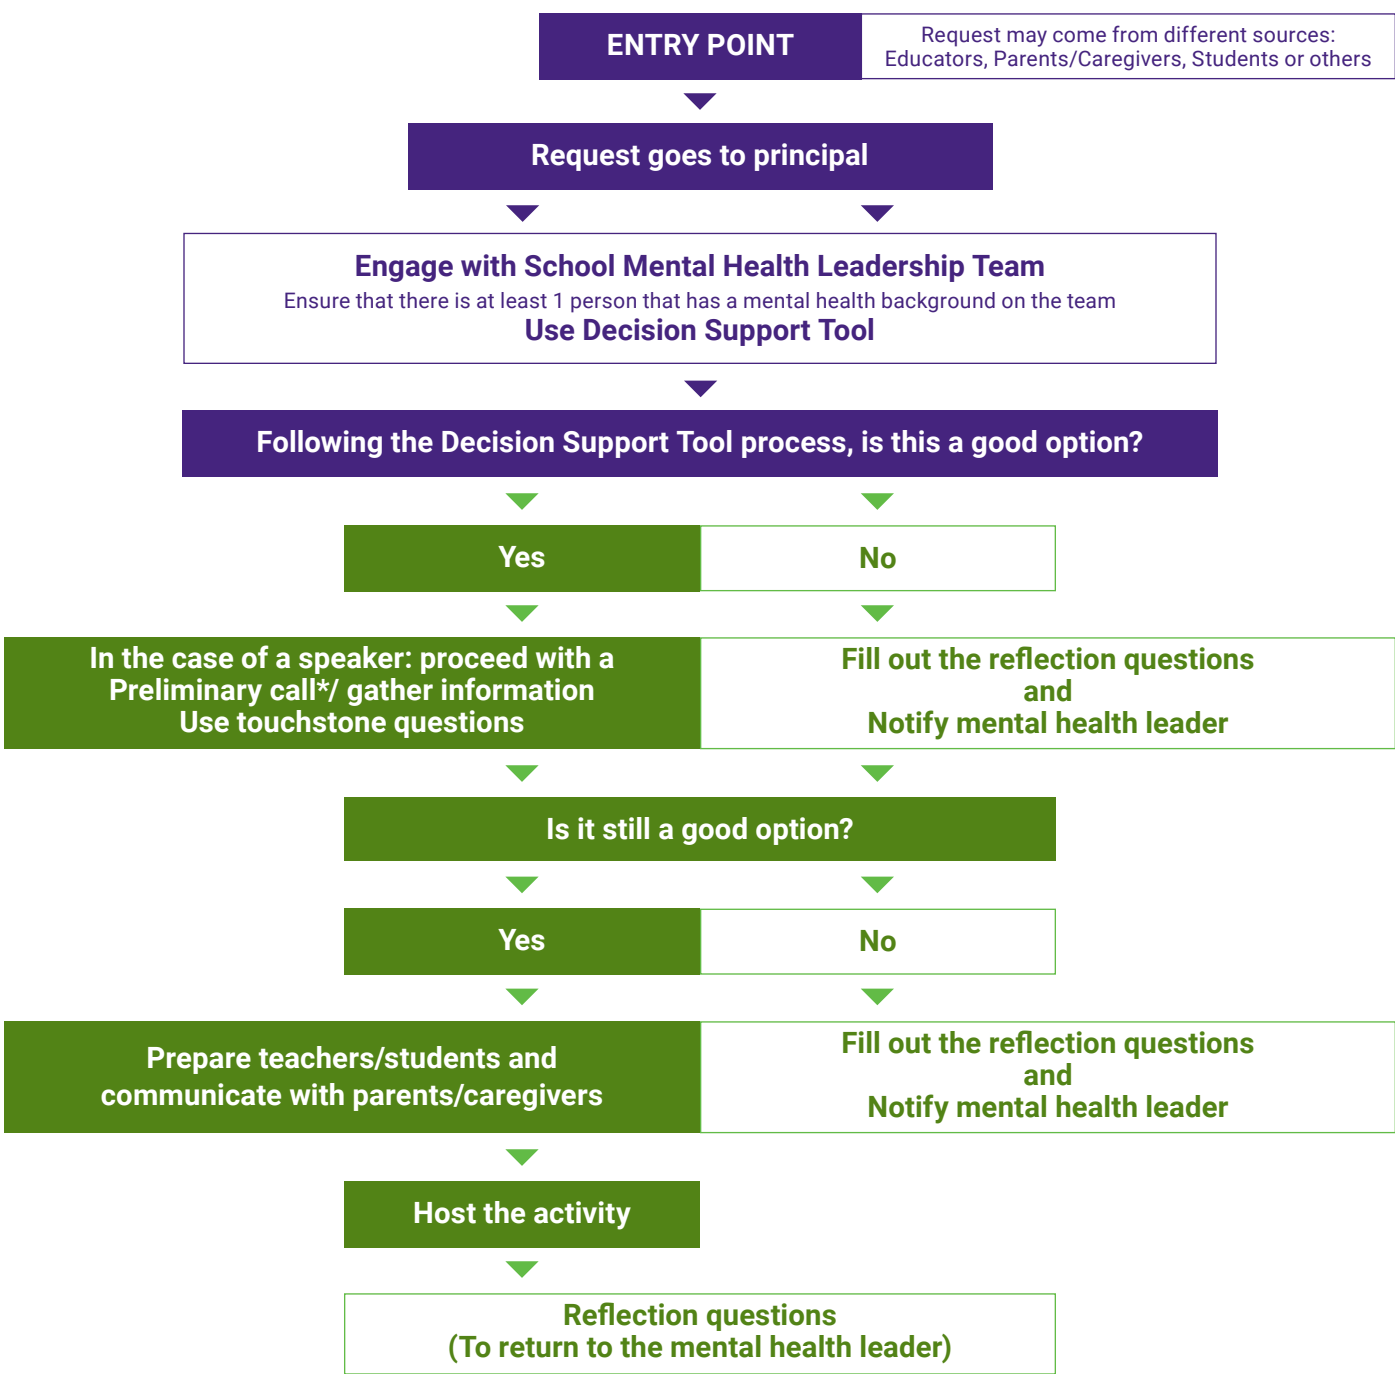 ENTRY POINT
Request may come from different sources:
Educators, Parents/Caregivers, Students or others
Request goes to principal
Engage with School Mental Health Leadership Team
Ensure that there is at least 1 person that has a mental health background on the team
Use Decision Support Tool
Following the Decision Support Tool process, is this a good option?
Yes
No
In the case of a speaker: proceed with a
Preliminary call*/ gather information
Use touchstone questions
Fill out the reflection questions
and
Notify mental health leader
Is it still a good option?
Yes
No
Prepare teachers/students and
communicate with parents/caregivers
Fill out the reflection questions
and
Notify mental health leader
Host the activity
Reflection questions
(To return to the mental health leader)